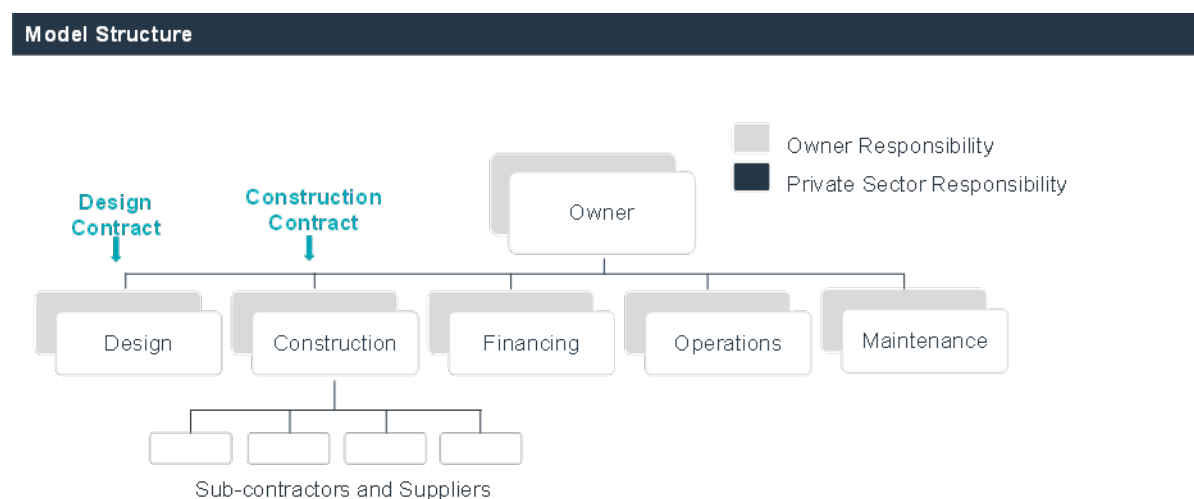 Model Structure
Owner Responsibility
Private Sector Responsibility
Design
Contract
Construction
Contract
Owner
Design
Construction
Financing
Operations
Maintenance
Sub-contractors and Suppliers